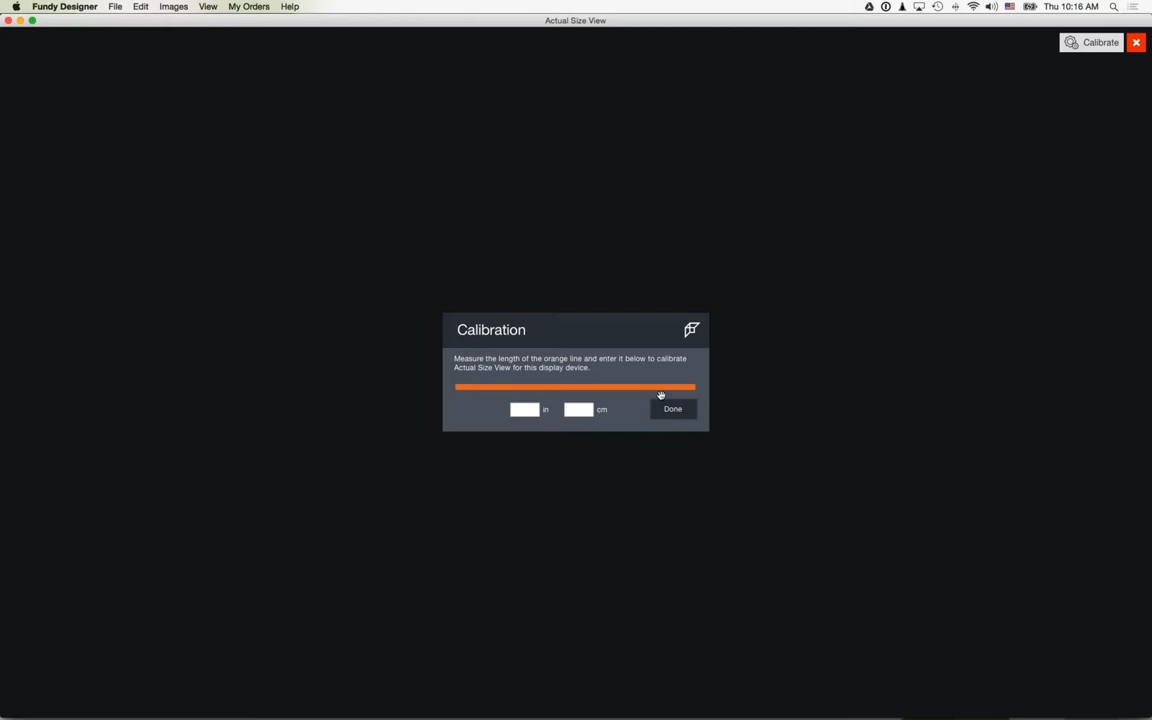 Fundy Designer File Edit Images View My Orders Help Thu 10:16 AM
Actual Size View
Calibrate
Calibration
Measure the length of the orange line and enter it below to calibrate
Actual Size View for this display device.
in cm Done